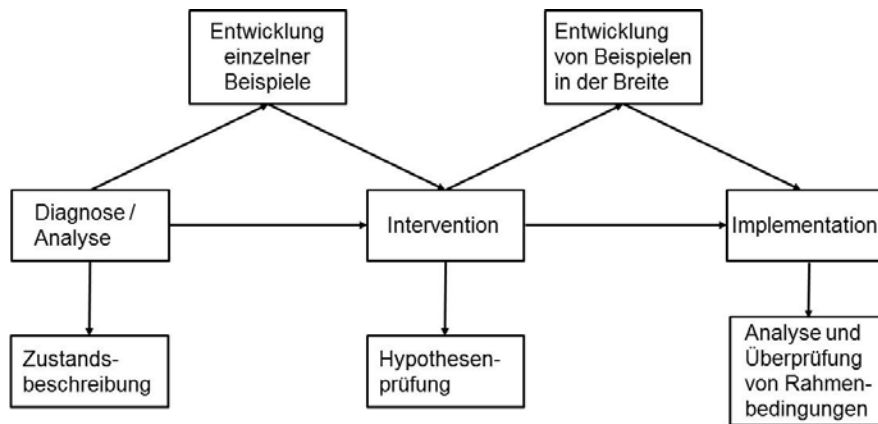 Entwicklung
einzelner
Beispiele
Entwicklung
von Beispielen
in der Breite
Diagnose /
Analyse
Intervention
Implementation
Zustands-
beschreibung
Hypothesen-
prüfung
Analyse und
Überprüfung
von Rahmen-
bedingungen